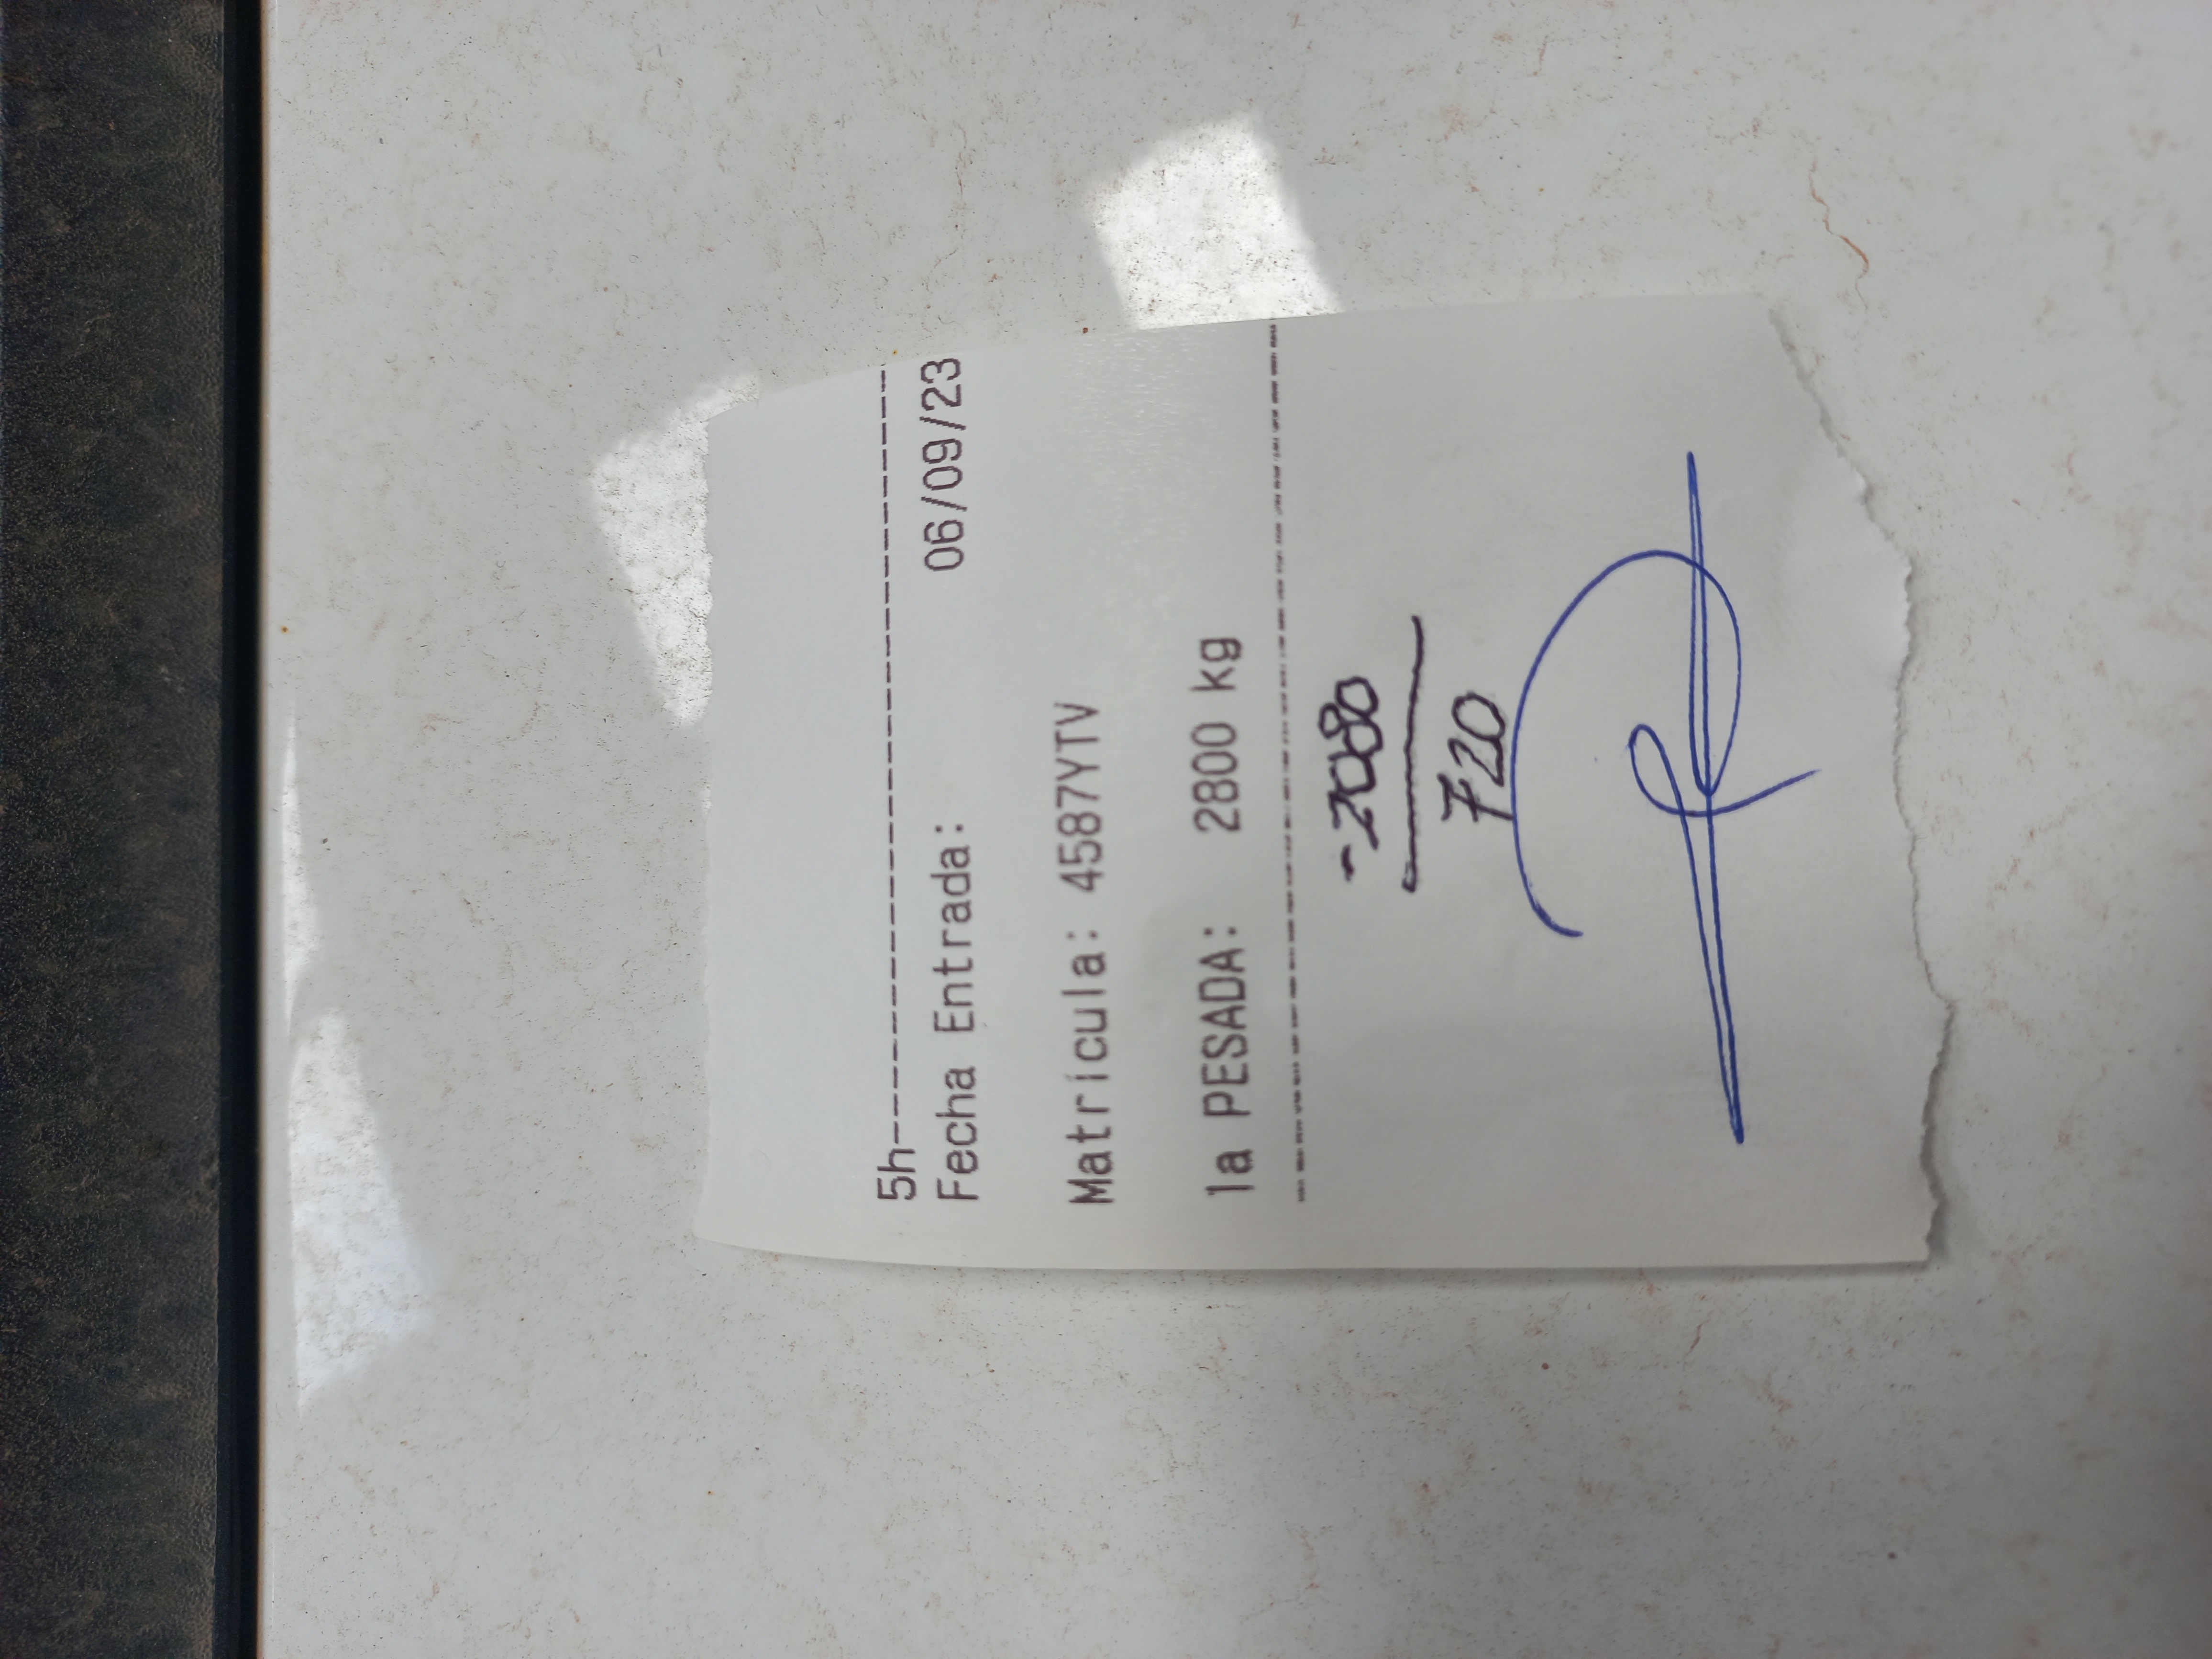 5h--------------------------------
Fecha Entrada: 06/09/23
Matrícula: 4587YTV
1a PESADA: 2800 kg
-----------------------------------
-2080
720